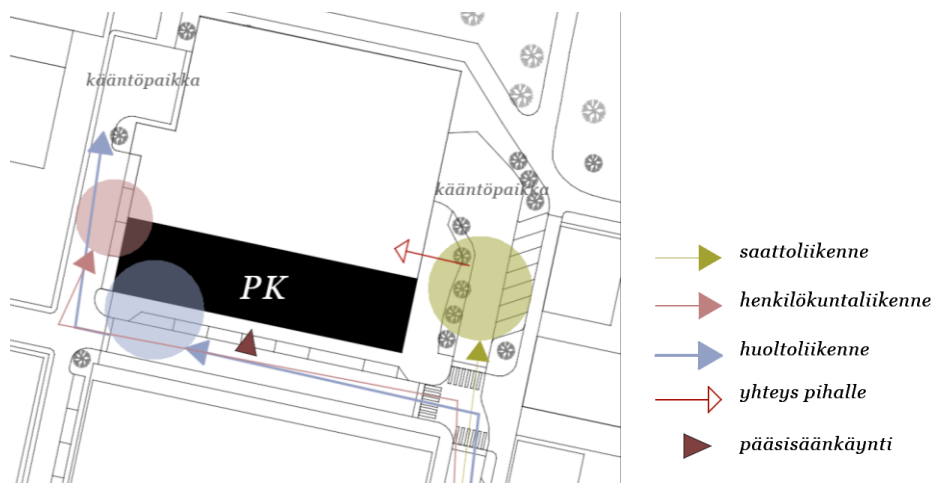 kääntöpaikka
kääntöpaikka
PK
saattoliikenne
henkilökuntaliikenne
huoltoliikenne
yhteys pihalle
pääsisäänkäynti